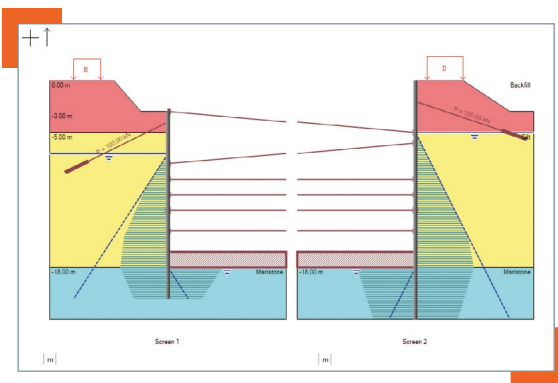 B
0.00 m
-3.00 m
-5.00 m
P = 100.00 kN
-18.00 m
Marlstone
Screen 1
m
B
Backfill
P = 100.00 kN
-18.00 m
Marlstone
Screen 2
m